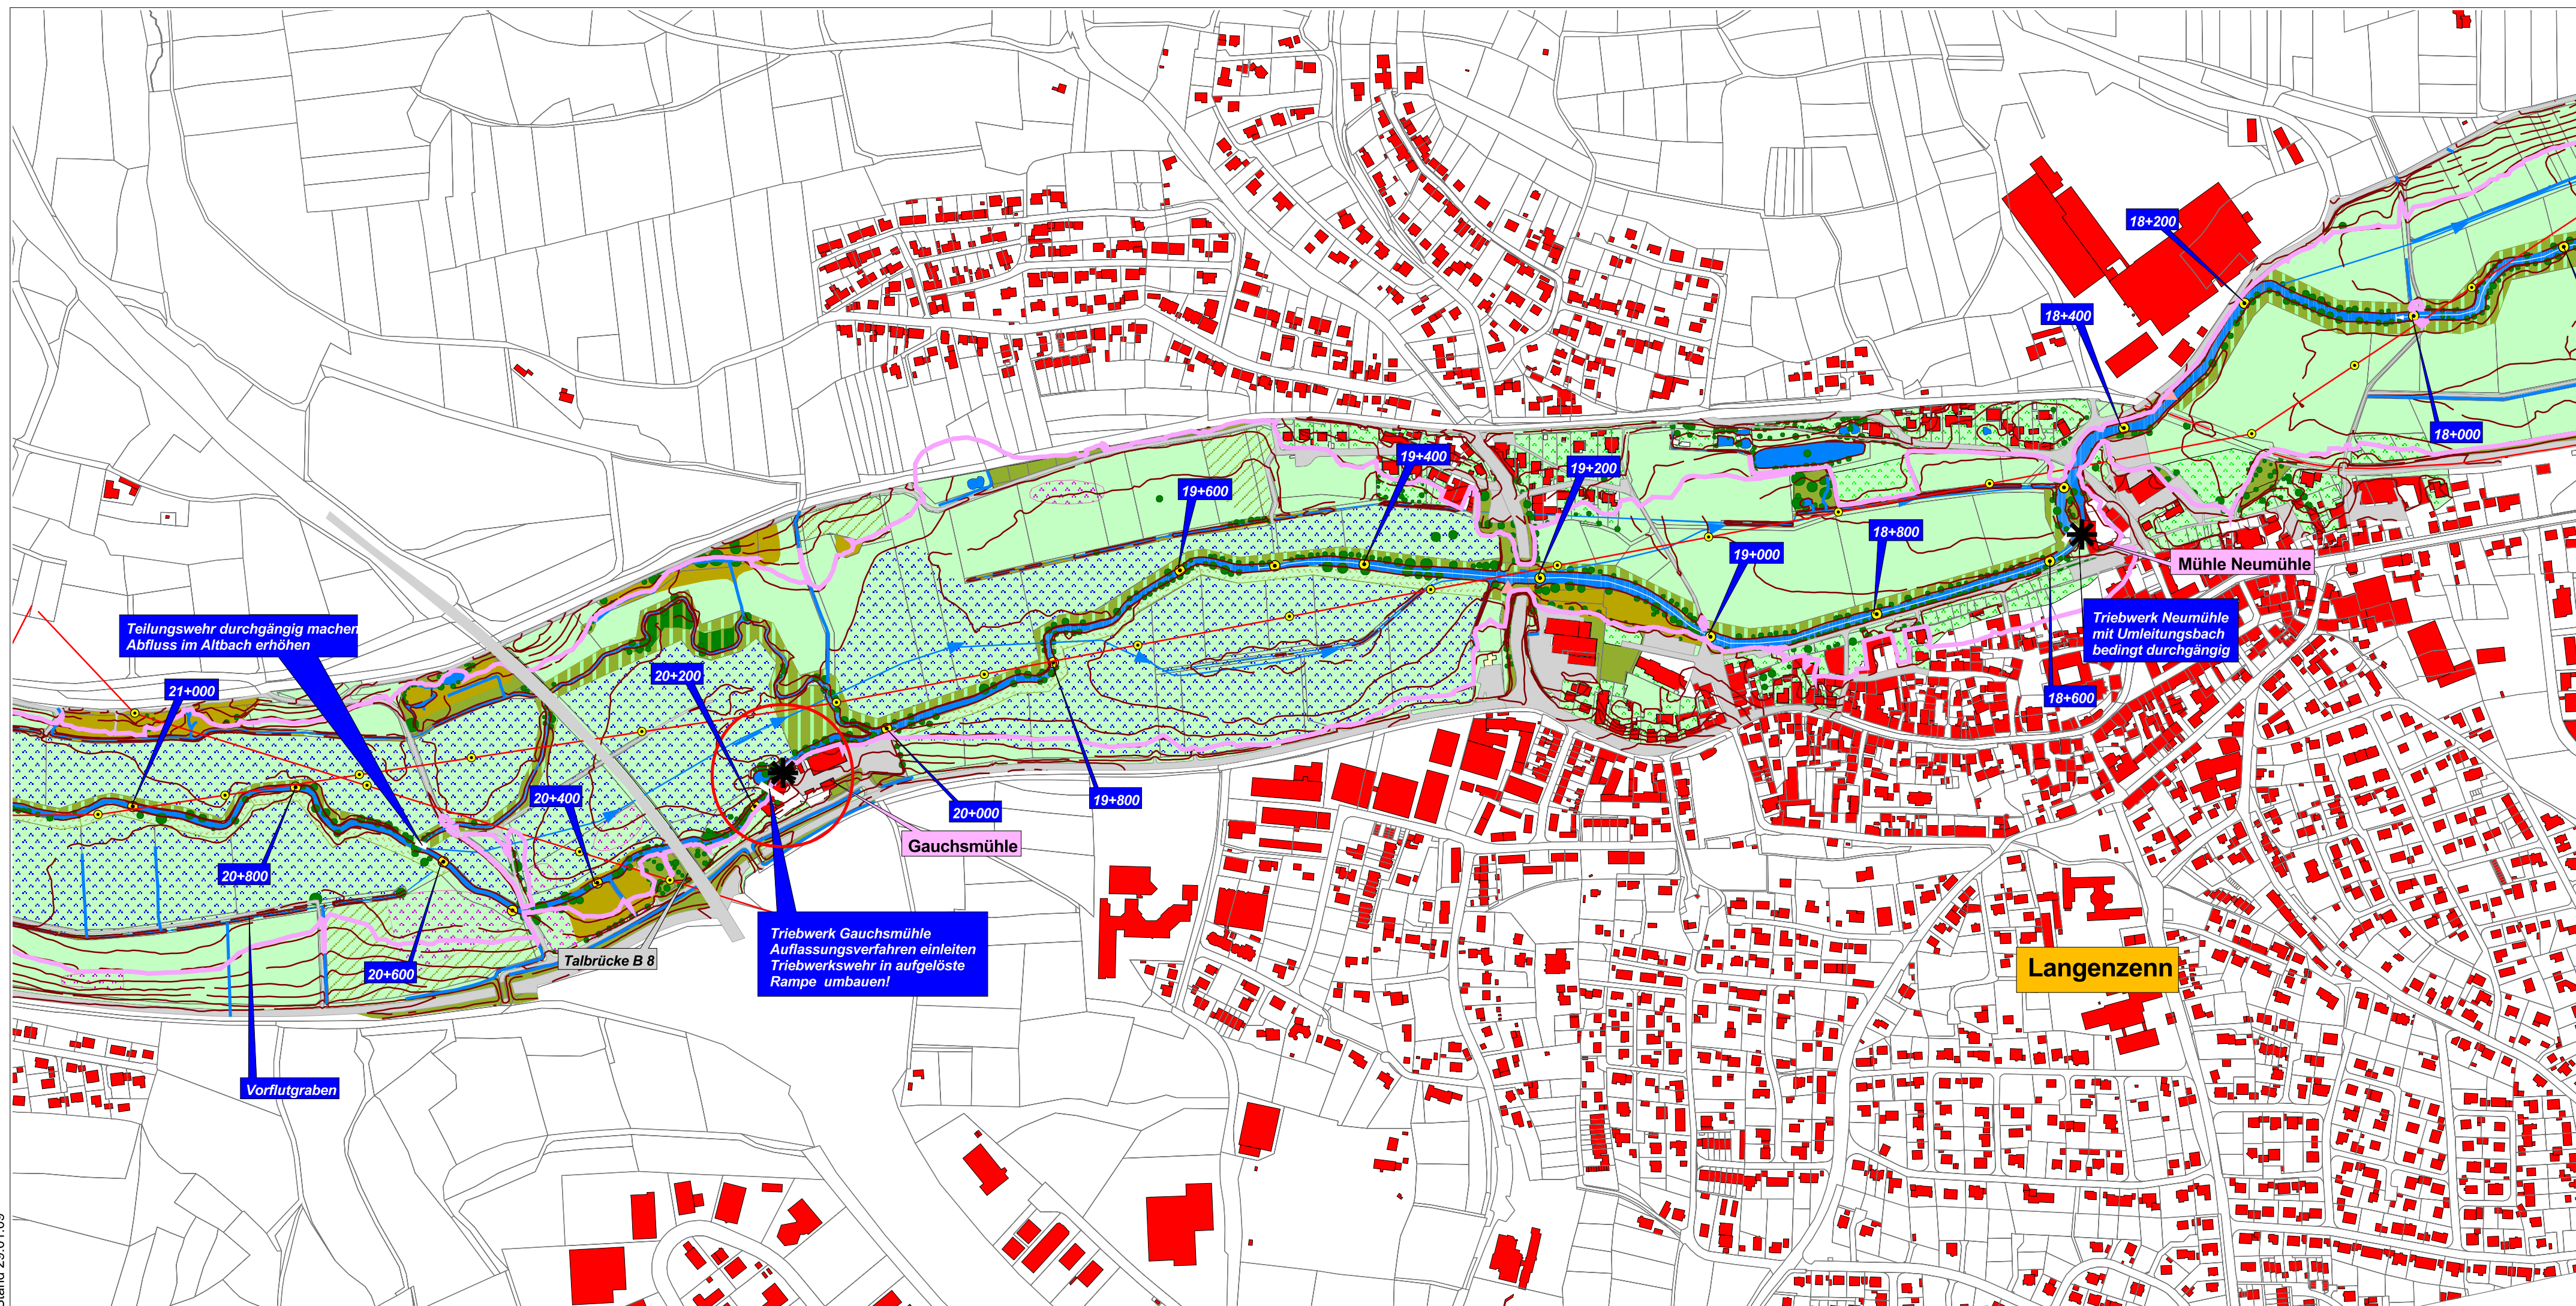 18+200
18+400
18+000
19+400
19+200
19+600
18+800
19+000
Mühle Neumühle
Triebwerk Neumühle
mit Umleitungsbach
bedingt durchgängig
18+600
Teilungswehr durchgängig machen
Abfluss im Altbach erhöhen
20+200
21+000
20+400
20+000
19+800
Gauchsmühle
20+800
Triebwerk Gauchsmühle
Auflassungsverfahren einleiten
Triebwerkswehr in aufgelöste
Rampe umbauen!
Talbrücke B 8
20+600
Langenzenn
Vorflutgraben